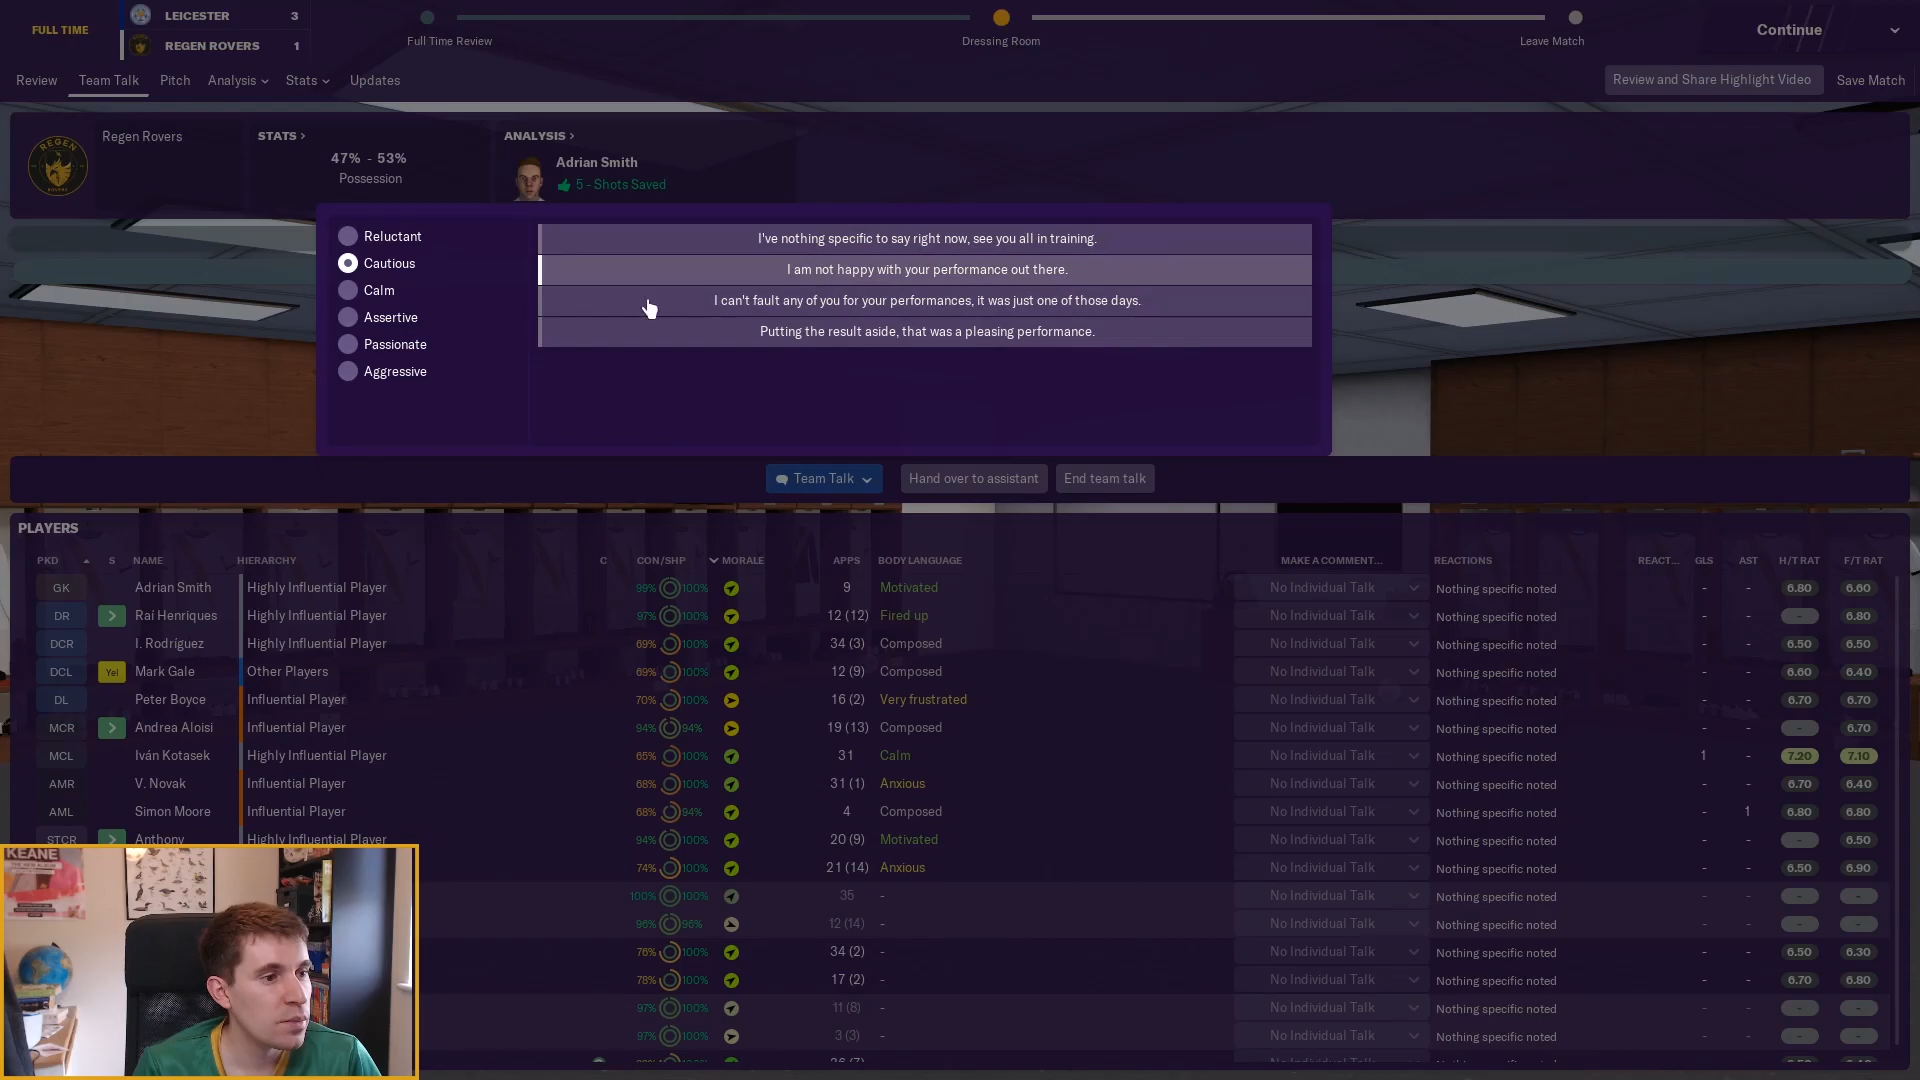 FULL TIME
LEICESTER 3
REGEN ROVERS 1
Full Time Review
Dressing Room
Leave Match
Continue
Review
Team Talk
Pitch
Analysis
Stats
Updates
Review and Share Highlight Video
Save Match
Regen Rovers
STATS >
47% - 53%
Possession
ANALYSIS >
Adrian Smith
5 - Shots Saved
REGEN
ROVERS
Reluctant
Cautious
Calm
Assertive
Passionate
Aggressive
I've nothing specific to say right now, see you all in training.
I am not happy with your performance out there.
I can't fault any of you for your performances, it was just one of those days.
Putting the result aside, that was a pleasing performance.
Team Talk
Hand over to assistant
End team talk
PLAYERS
PKD S NAME HIERARCHY C CON/SHP MORALE APPS BODY LANGUAGE MAKE A COMMENT... REACTIONS REACT... GLS AST H/T RAT F/T RAT
GK Adrian Smith Highly Influential Player 99% 100% 9 Motivated No Individual Talk Nothing specific noted - - 6.80 6.60
DR Raí Henriques Highly Influential Player 97% 100% 12 (12) Fired up No Individual Talk Nothing specific noted - - - 6.80
DCR I. Rodríguez Highly Influential Player 69% 100% 34 (3) Composed No Individual Talk Nothing specific noted - - 6.50 6.50
DCL Yel Mark Gale Other Players 69% 100% 12 (9) Composed No Individual Talk Nothing specific noted - - 6.60 6.40
DL Peter Boyce Influential Player 70% 100% 16 (2) Very frustrated No Individual Talk Nothing specific noted - - 6.70 6.70
MCR Andrea Aloisi Influential Player 94% 94% 19 (13) Composed No Individual Talk Nothing specific noted - - - 6.70
MCL Iván Kotasek Highly Influential Player 65% 100% 31 Calm No Individual Talk Nothing specific noted 1 - 7.20 7.10
AMR V. Novak Influential Player 68% 100% 31 (1) Anxious No Individual Talk Nothing specific noted - - 6.70 6.40
AML Simon Moore Influential Player 68% 94% 4 Composed No Individual Talk Nothing specific noted - 1 6.80 6.80
STCR Anthony Highly Influential Player 94% 100% 20 (9) Motivated No Individual Talk Nothing specific noted - - - 6.50
74% 100% 21 (14) Anxious No Individual Talk Nothing specific noted - - 6.50 6.90
100% 100% 35 - No Individual Talk Nothing specific noted - - - -
96% 96% 12 (14) - No Individual Talk Nothing specific noted - - - -
76% 100% 34 (2) - No Individual Talk Nothing specific noted - - 6.50 6.30
78% 100% 17 (2) - No Individual Talk Nothing specific noted - - 6.70 6.80
97% 100% 11 (8) - No Individual Talk Nothing specific noted - - - -
97% 100% 3 (3) - No Individual Talk Nothing specific noted - - - -
KEANE
THE NEW ALBUM